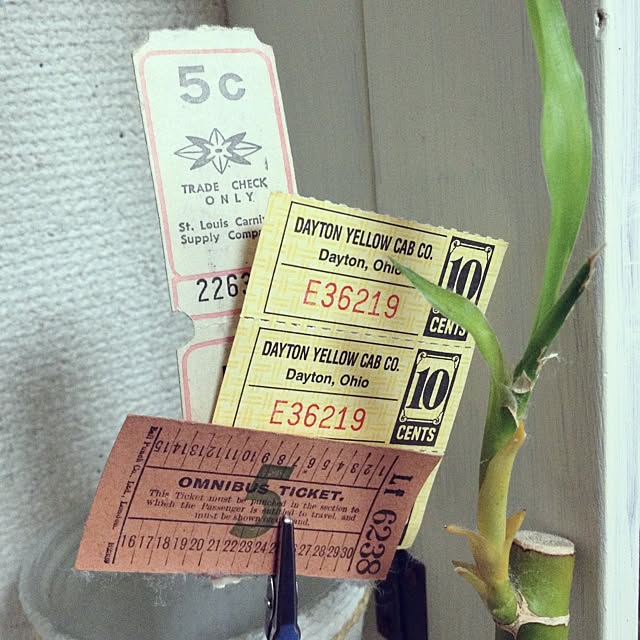 5c
TRADE CHECK
ONLY
St. Louis Carni
Supply Comp
2263
DAYTON YELLOW CAB CO.
Dayton, Ohio
E36219
10
CENTS
DAYTON YELLOW CAB CO.
Dayton, Ohio
E36219
10
CENTS
1 2 3 4 5 6 7 8 9 10 11 12 13 14 15
OMNIBUS TICKET.
5
This Ticket must be punched in the section to
which the Passenger is entitled to travel, and
must be shown on demand.
16 17 18 19 20 21 22 23 24 27 28 29 30
Lt 6238